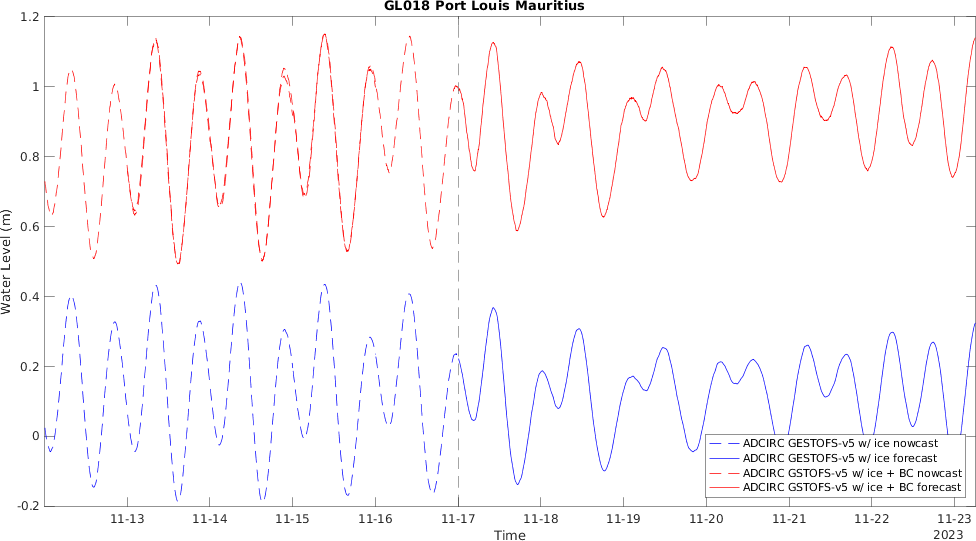 GL018 Port Louis Mauritius
1.2
1
0.8
0.6
0.4
0.2
0
-0.2
Water Level (m)
11-13 11-14 11-15 11-16 11-17 11-18 11-19 11-20 11-21 11-22 11-23
Time
2023
ADCIRC GESTOFS-v5 w/ ice nowcast
ADCIRC GESTOFS-v5 w/ ice forecast
ADCIRC GSTOFS-v5 w/ ice + BC nowcast
ADCIRC GSTOFS-v5 w/ ice + BC forecast